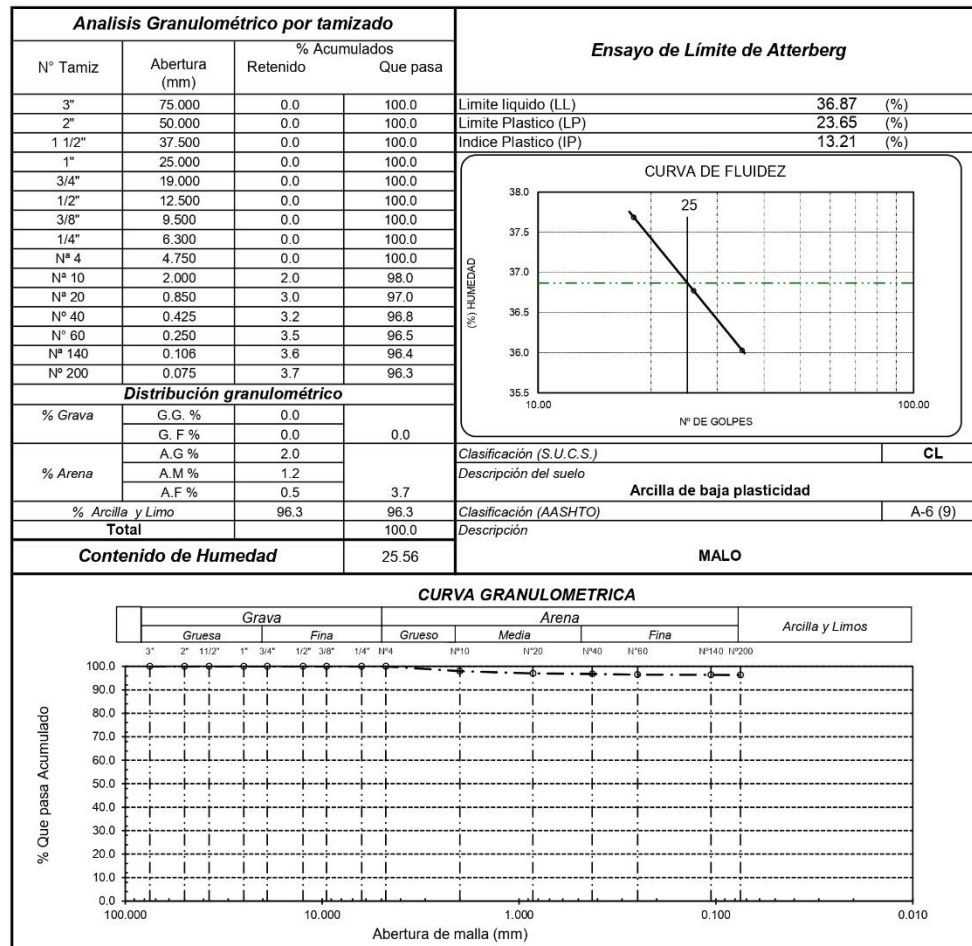 Analisis Granulométrico por tamizado
N° Tamiz Abertura (mm) % Acumulados
Retenido Que pasa
3" 75.000 0.0 100.0
2" 50.000 0.0 100.0
1 1/2" 37.500 0.0 100.0
1" 25.000 0.0 100.0
3/4" 19.000 0.0 100.0
1/2" 12.500 0.0 100.0
3/8" 9.500 0.0 100.0
1/4" 6.300 0.0 100.0
Nª 4 4.750 0.0 100.0
Nª 10 2.000 2.0 98.0
Nª 20 0.850 3.0 97.0
Nº 40 0.425 3.2 96.8
N° 60 0.250 3.5 96.5
Nª 140 0.106 3.6 96.4
Nº 200 0.075 3.7 96.3
Distribución granulométrico
% Grava G.G. % 0.0
G. F % 0.0 0.0
% Arena A.G % 2.0
A.M % 1.2
A.F % 0.5 3.7
% Arcilla y Limo 96.3 96.3
Total 100.0
Contenido de Humedad 25.56
Ensayo de Límite de Atterberg
Limite liquido (LL) 36.87 (%)
Limite Plastico (LP) 23.65 (%)
Indice Plastico (IP) 13.21 (%)
CURVA DE FLUIDEZ
25
38.0
37.5
37.0
36.5
36.0
35.5
(%) HUMEDAD
10.00 100.00
Nº DE GOLPES
Clasificación (S.U.C.S.) CL
Descripción del suelo
Arcilla de baja plasticidad
Clasificación (AASHTO) A-6 (9)
Descripción
MALO
CURVA GRANULOMETRICA
Grava Arena Arcilla y Limos
Gruesa Fina Grueso Media Fina
3" 2" 11/2" 1" 3/4" 1/2" 3/8" 1/4" Nº4 Nº10 Nº20 Nº40 Nº60 Nº140 Nº200
100.0
90.0
80.0
70.0
60.0
50.0
40.0
30.0
20.0
10.0
0.0
% Que pasa Acumulado
100.000 10.000 1.000 0.100 0.010
Abertura de malla (mm)